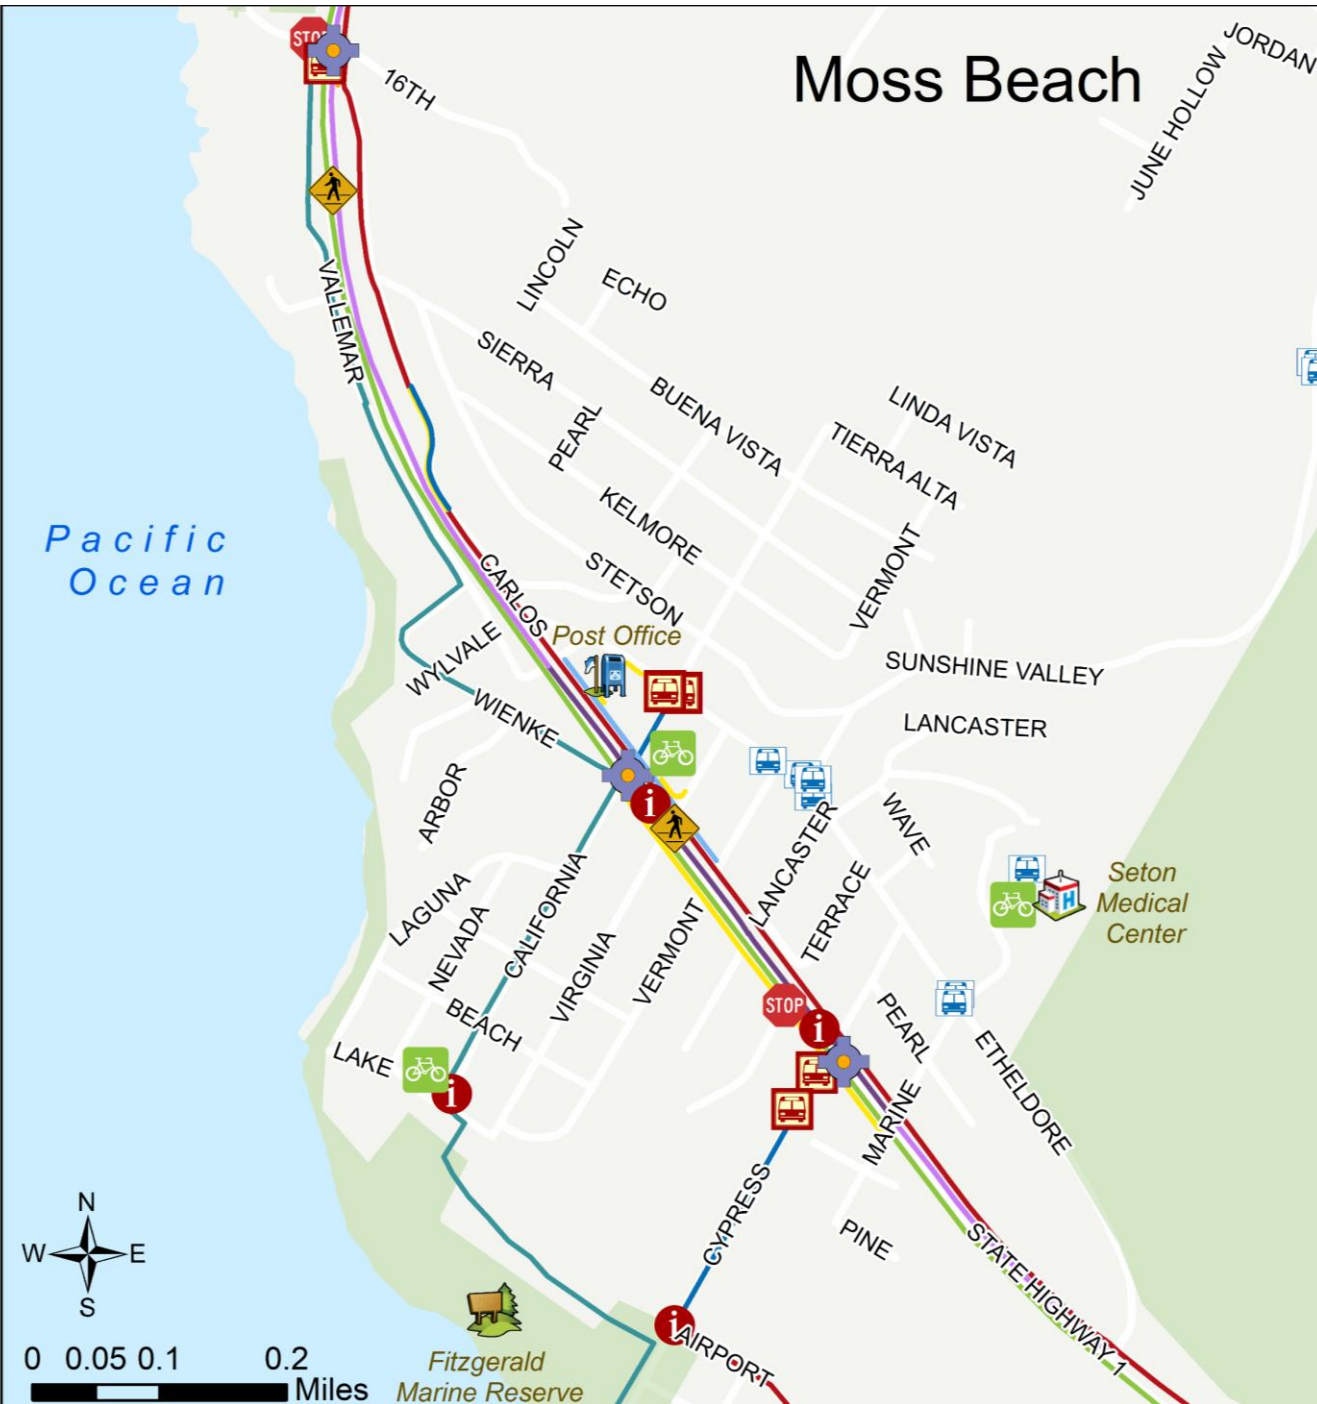 STOP
16TH
Moss Beach
JORDAN
JUNE HOLLOW
LINCOLN
ECHO
VALLEMAR
SIERRA
BUENA VISTA
LINDA VISTA
PEARL
TIERRA ALTA
KELMORE
Pacific
Ocean
STETSON
VERMONT
CARLOS
Post Office
WYLVALE
SUNSHINE VALLEY
WIENKE
LANCASTER
ARBOR
i
WAVE
LANCASTER
CALIFORNIA
LAGUNA
NEVADA
TERRACE
H
Seton
Medical
Center
VERMONT
VIRGINIA
BEACH
STOP
i
PEARL
LAKE
i
ETHELDORE
MARINE
CYPRESS
PINE
STATE HIGHWAY 1
N
W
E
S
i
AIRPORT
0 0.05 0.1 0.2
Miles
Fitzgerald
Marine Reserve